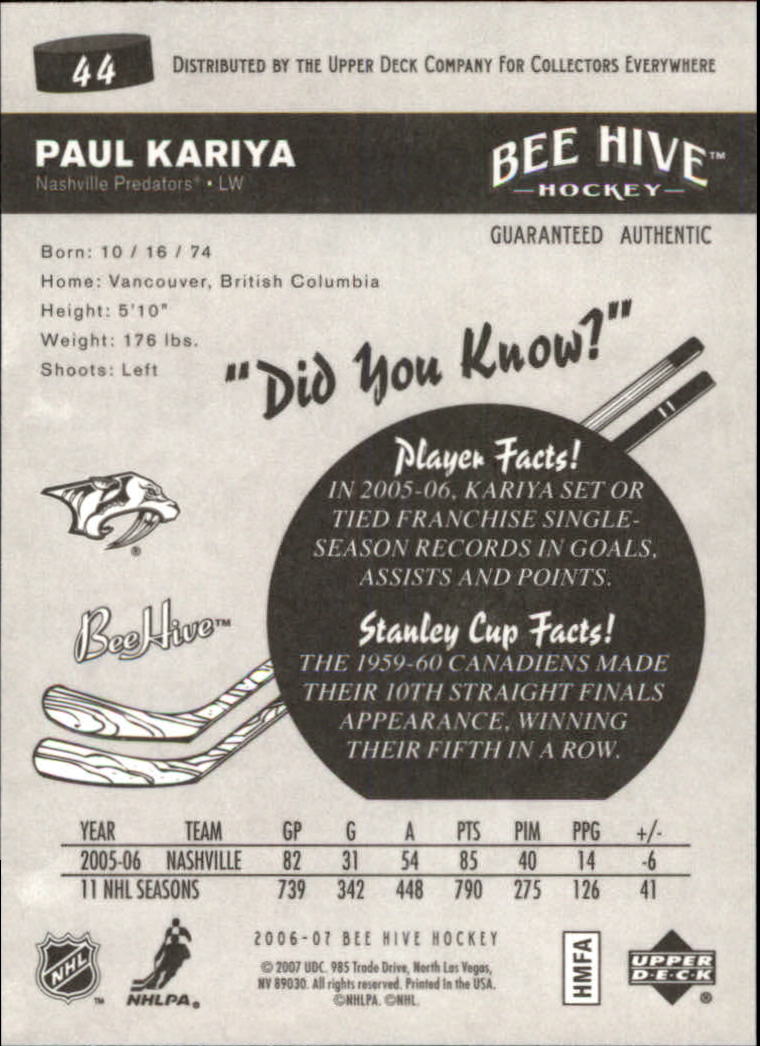 44
DISTRIBUTED BY THE UPPER DECK COMPANY FOR COLLECTORS EVERYWHERE
PAUL KARIYA
Nashville Predators® • LW
BEE HIVE™
HOCKEY
GUARANTEED AUTHENTIC
Born: 10 / 16 / 74
Home: Vancouver, British Columbia
Height: 5'10"
Weight: 176 lbs.
Shoots: Left
"Did You Know?"
Player Facts!
IN 2005-06, KARIYA SET OR
TIED FRANCHISE SINGLE-
SEASON RECORDS IN GOALS,
ASSISTS AND POINTS.
®
BeeHive™
Stanley Cup Facts!
THE 1959-60 CANADIENS MADE
THEIR 10TH STRAIGHT FINALS
APPEARANCE, WINNING
THEIR FIFTH IN A ROW.
YEAR TEAM GP G A PTS PIM PPG +/-
2005-06 NASHVILLE 82 31 54 85 40 14 -6
11 NHL SEASONS 739 342 448 790 275 126 41
NHL™
NHLPA®
2006-07 BEE HIVE HOCKEY
© 2007 UDC. 985 Trade Drive, North Las Vegas,
NV 89030. All rights reserved. Printed In the USA.
©NHLPA. ©NHL.
HMFA
UPPER
D·E·C·K®